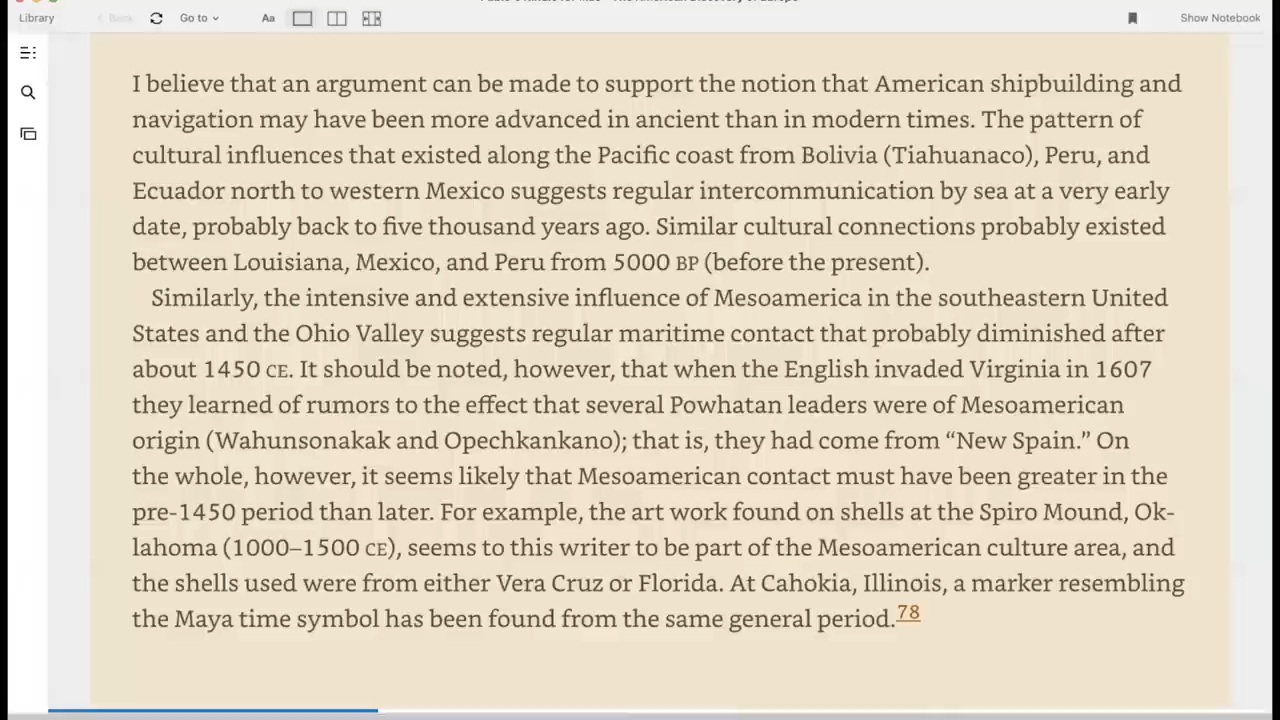 Library
Back
Go to
Aa
Show Notebook
I believe that an argument can be made to support the notion that American shipbuilding and
navigation may have been more advanced in ancient than in modern times. The pattern of
cultural influences that existed along the Pacific coast from Bolivia (Tiahuanaco), Peru, and
Ecuador north to western Mexico suggests regular intercommunication by sea at a very early
date, probably back to five thousand years ago. Similar cultural connections probably existed
between Louisiana, Mexico, and Peru from 5000 BP (before the present).
Similarly, the intensive and extensive influence of Mesoamerica in the southeastern United
States and the Ohio Valley suggests regular maritime contact that probably diminished after
about 1450 CE. It should be noted, however, that when the English invaded Virginia in 1607
they learned of rumors to the effect that several Powhatan leaders were of Mesoamerican
origin (Wahunsonakak and Opechkankano); that is, they had come from “New Spain.” On
the whole, however, it seems likely that Mesoamerican contact must have been greater in the
pre-1450 period than later. For example, the art work found on shells at the Spiro Mound, Ok-
lahoma (1000–1500 CE), seems to this writer to be part of the Mesoamerican culture area, and
the shells used were from either Vera Cruz or Florida. At Cahokia, Illinois, a marker resembling
the Maya time symbol has been found from the same general period.78